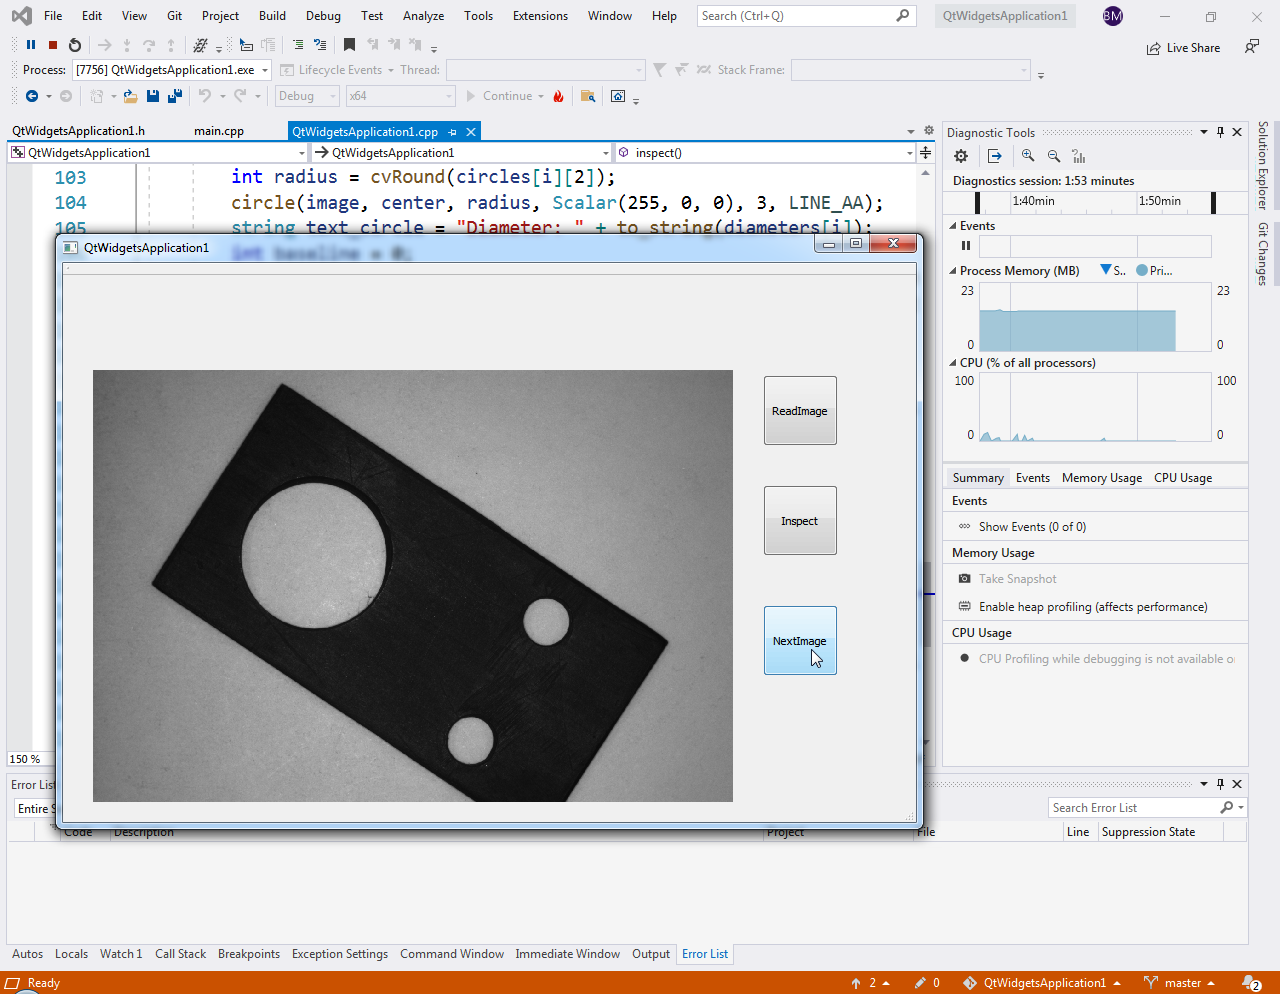 File Edit View Git Project Build Debug Test Analyze Tools Extensions Window Help Search (Ctrl+Q) QtWidgetsApplication1 BM
Live Share
Process: [7756] QtWidgetsApplication1.exe Lifecycle Events Thread: Stack Frame:
Debug x64 Continue
QtWidgetsApplication1.h main.cpp QtWidgetsApplication1.cpp
QtWidgetsApplication1 QtWidgetsApplication1 inspect()
103 int radius = cvRound(circles[i][2]);
104 circle(image, center, radius, Scalar(255, 0, 0), 3, LINE_AA);
105 string text_circle = "Diameter: " + to_string(diameters[i]);
int baseline = 0;
QtWidgetsApplication1
ReadImage
Inspect
NextImage
150 %
Diagnostic Tools
Diagnostics session: 1:53 minutes
1:40min 1:50min
Events
Process Memory (MB) S.. Pri...
23 23
0 0
CPU (% of all processors)
100 100
0 0
Summary Events Memory Usage CPU Usage
Events
Show Events (0 of 0)
Memory Usage
Take Snapshot
Enable heap profiling (affects performance)
CPU Usage
CPU Profiling while debugging is not available
Solution Explorer
Git Changes
Error List
Entire S
Search Error List
Code Description Project File Line Suppression State
Autos Locals Watch 1 Call Stack Breakpoints Exception Settings Command Window Immediate Window Output Error List
Ready 2 0 QtWidgetsApplication1 master 2